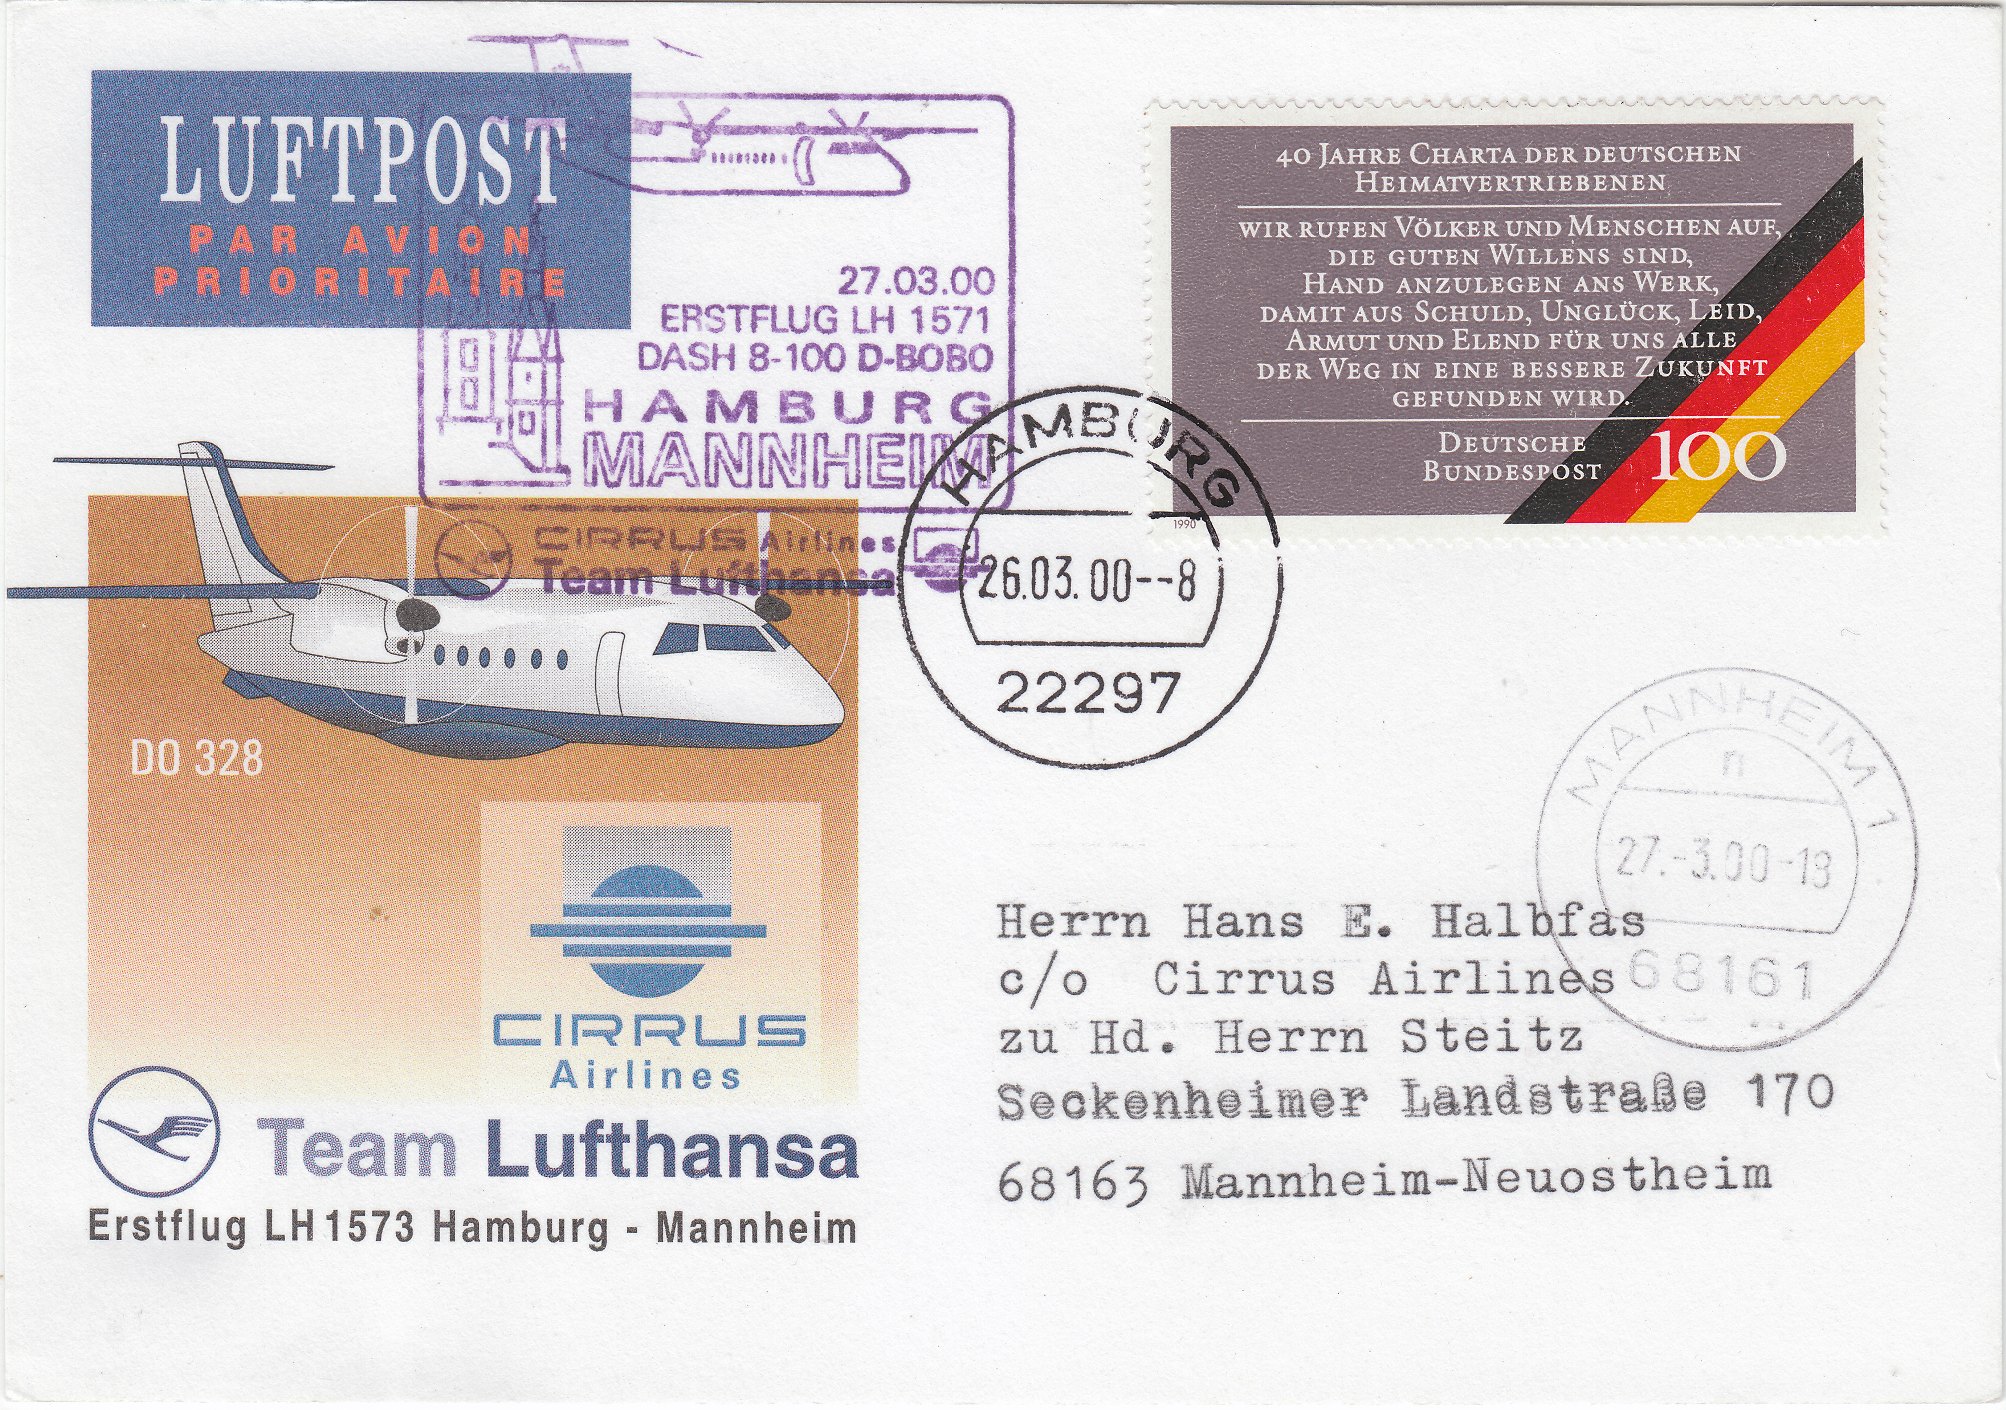 LUFTPOST
PAR AVION
PRIORITAIRE
27.03.00
ERSTFLUG LH 1571
DASH 8-100 D-BOBO
HAMBURG
MANNHEIM
CIRRUS Airlines
Team Lufthansa
40 JAHRE CHARTA DER DEUTSCHEN
HEIMATVERTRIEBENEN
WIR RUFEN VÖLKER UND MENSCHEN AUF,
DIE GUTEN WILLENS SIND,
HAND ANZULEGEN ANS WERK,
DAMIT AUS SCHULD, UNGLÜCK, LEID,
ARMUT UND ELEND FÜR UNS ALLE
DER WEG IN EINE BESSERE ZUKUNFT
GEFUNDEN WIRD.
DEUTSCHE
BUNDESPOST 100
1990
HAMBURG
26.03.00--8
22297
MANNHEIM 1
n
27.-3.00-18
68161
DO 328
CIRRUS
Airlines
Team Lufthansa
Erstflug LH 1573 Hamburg - Mannheim
Herrn Hans E. Halbfas
c/o Cirrus Airlines
zu Hd. Herrn Steitz
Seckenheimer Landstraße 170
68163 Mannheim-Neuostheim